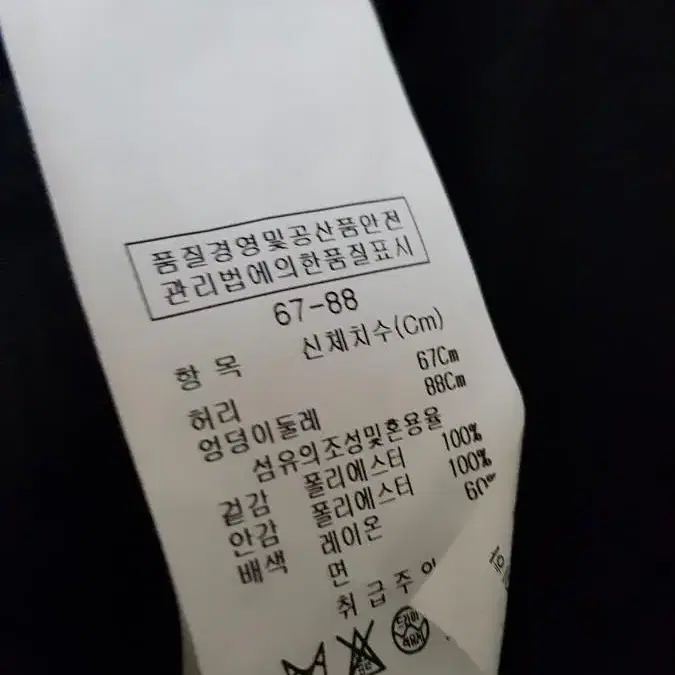 품질경영및공산품안전
관리법에의한품질표시
67-88
항 목 신체치수(Cm)
허리 67Cm
엉덩이둘레 88Cm
섬유의조성및혼용율
겉감 폴리에스터 100%
안감 폴리에스터 100%
배색 레이온
면
취 급 주
드라이